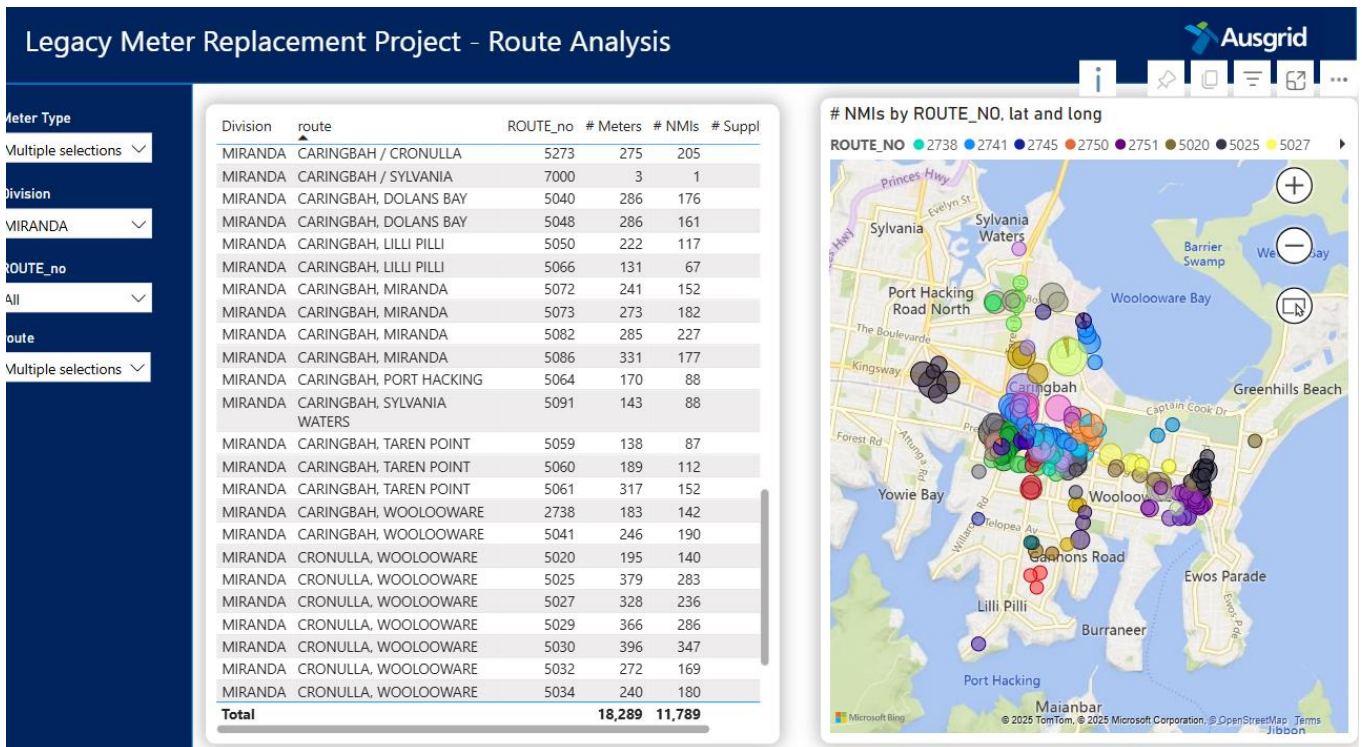 Legacy Meter Replacement Project - Route Analysis
Ausgrid
Meter Type
Multiple selections
Division
MIRANDA
ROUTE_no
All
route
Multiple selections
Division route ROUTE_no # Meters # NMIs # Suppl
MIRANDA CARINGBAH / CRONULLA 5273 275 205
MIRANDA CARINGBAH / SYLVANIA 7000 3 1
MIRANDA CARINGBAH, DOLANS BAY 5040 286 176
MIRANDA CARINGBAH, DOLANS BAY 5048 286 161
MIRANDA CARINGBAH, LILLI PILLI 5050 222 117
MIRANDA CARINGBAH, LILLI PILLI 5066 131 67
MIRANDA CARINGBAH, MIRANDA 5072 241 152
MIRANDA CARINGBAH, MIRANDA 5073 273 182
MIRANDA CARINGBAH, MIRANDA 5082 285 227
MIRANDA CARINGBAH, MIRANDA 5086 331 177
MIRANDA CARINGBAH, PORT HACKING 5064 170 88
MIRANDA CARINGBAH, SYLVANIA 5091 143 88
WATERS
MIRANDA CARINGBAH, TAREN POINT 5059 138 87
MIRANDA CARINGBAH, TAREN POINT 5060 189 112
MIRANDA CARINGBAH, TAREN POINT 5061 317 152
MIRANDA CARINGBAH, WOOLOOWARE 2738 183 142
MIRANDA CARINGBAH, WOOLOOWARE 5041 246 190
MIRANDA CRONULLA, WOOLOOWARE 5020 195 140
MIRANDA CRONULLA, WOOLOOWARE 5025 379 283
MIRANDA CRONULLA, WOOLOOWARE 5027 328 236
MIRANDA CRONULLA, WOOLOOWARE 5029 366 286
MIRANDA CRONULLA, WOOLOOWARE 5030 396 347
MIRANDA CRONULLA, WOOLOOWARE 5032 272 169
MIRANDA CRONULLA, WOOLOOWARE 5034 240 180
Total 18,289 11,789
# NMIs by ROUTE_NO, lat and long
ROUTE_NO 2738 2741 2745 2750 2751 5020 5025 5027
Princes Hwy
Evelyn St
Sylvania
Sylvania
Waters
Barrier
Swamp
Bay
Port Hacking
Road North
Woolooware Bay
The Boulevarde
Kingsway
Caringbah
Greenhills Beach
Captain Cook Dr
Forest Rd
Attunga Rd
Yowie Bay
Wooloow
Willarong Rd
Telopea Av
Gannons Road
Ewos Parade
Ewos Pde
Lilli Pilli
Burraneer
Port Hacking
Maianbar
Microsoft Bing
© 2025 TomTom, © 2025 Microsoft Corporation, © OpenStreetMap Terms
Jibbon